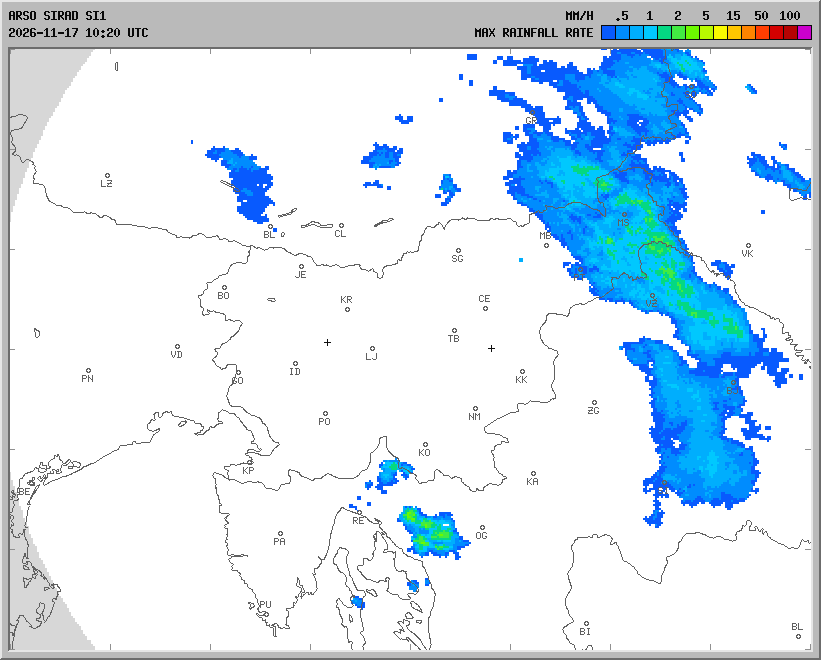 ARSO SIRAD SI1
2026-11-17 10:20 UTC
MM/H .5 1 2 5 15 50 100
MAX RAINFALL RATE
GR
LZ
BL
CL
MS
MB
SG
VK
JE
BO
KR
CE
VD
LJ
TB
PN
GO
ID
KK
PO
NM
ZG
KO
KP
KA
BE
RE
PA
OG
PU
BI
BL